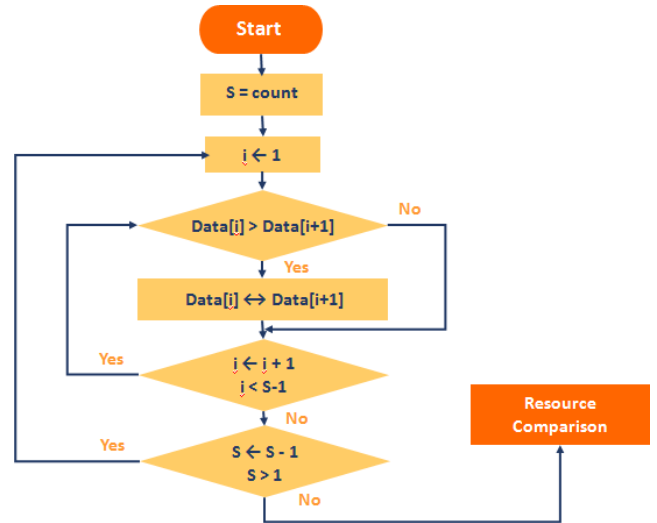 Start
S = count
i ← 1
Data[i] > Data[i+1]
No
Yes
Data[i] ↔ Data[i+1]
Yes
i ← i + 1
i < S-1
No
Yes
S ← S - 1
S > 1
No
Resource
Comparison